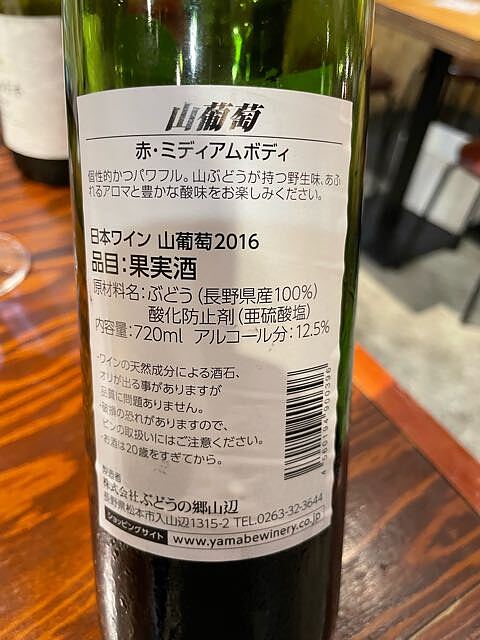 山葡萄
赤・ミディアムボディ
個性的かつパワフル。山ぶどうが持つ野生味、あふ
れるアロマと豊かな酸味をお楽しみください。
日本ワイン 山葡萄2016
品目：果実酒
原材料名：ぶどう（長野県産100%）
酸化防止剤（亜硫酸塩）
内容量：720ml アルコール分：12.5%
・ワインの天然成分による酒石、
オリが出る事がありますが
品質に問題ありません。
・破損の恐れがありますので、
ビンの取扱いにはご注意ください。
・お酒は20歳をすぎてから。
4580194900396
製造者
株式会社ぶどうの郷山辺
長野県松本市入山辺1315-2 TEL.0263-32-3644
ショッピングサイト www.yamabewinery.co.jp